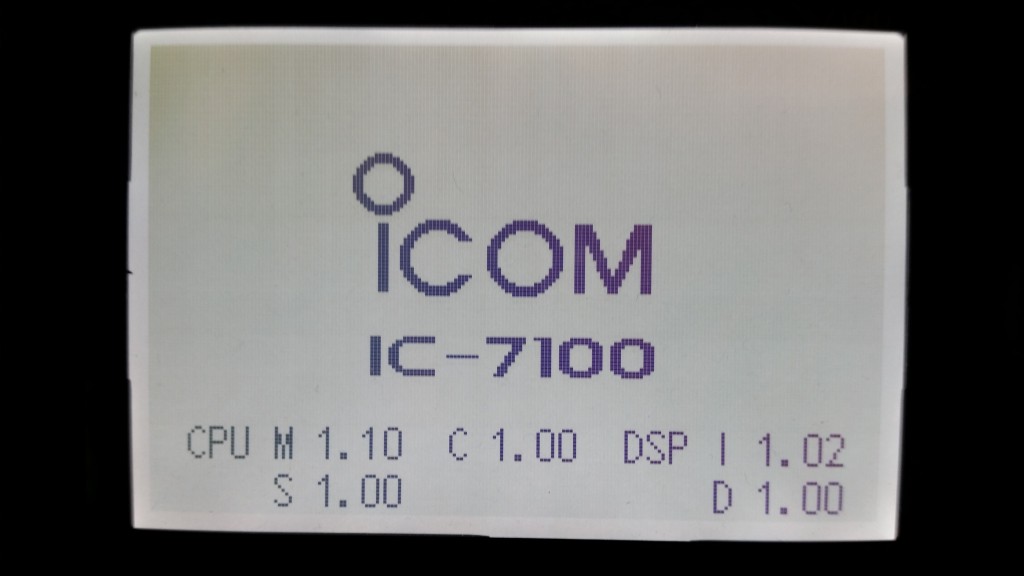 iCOM
IC-7100
CPU M 1.10 C 1.00 DSP I 1.02
S 1.00 D 1.00